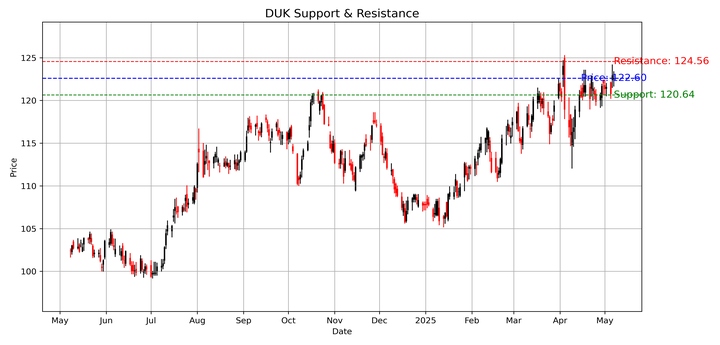 DUK Support & Resistance
Price
125
120
115
110
105
100
Resistance: 124.56
Price: 122.60
Support: 120.64
May
Jun
Jul
Aug
Sep
Oct
Nov
Dec
2025
Feb
Mar
Apr
May
Date